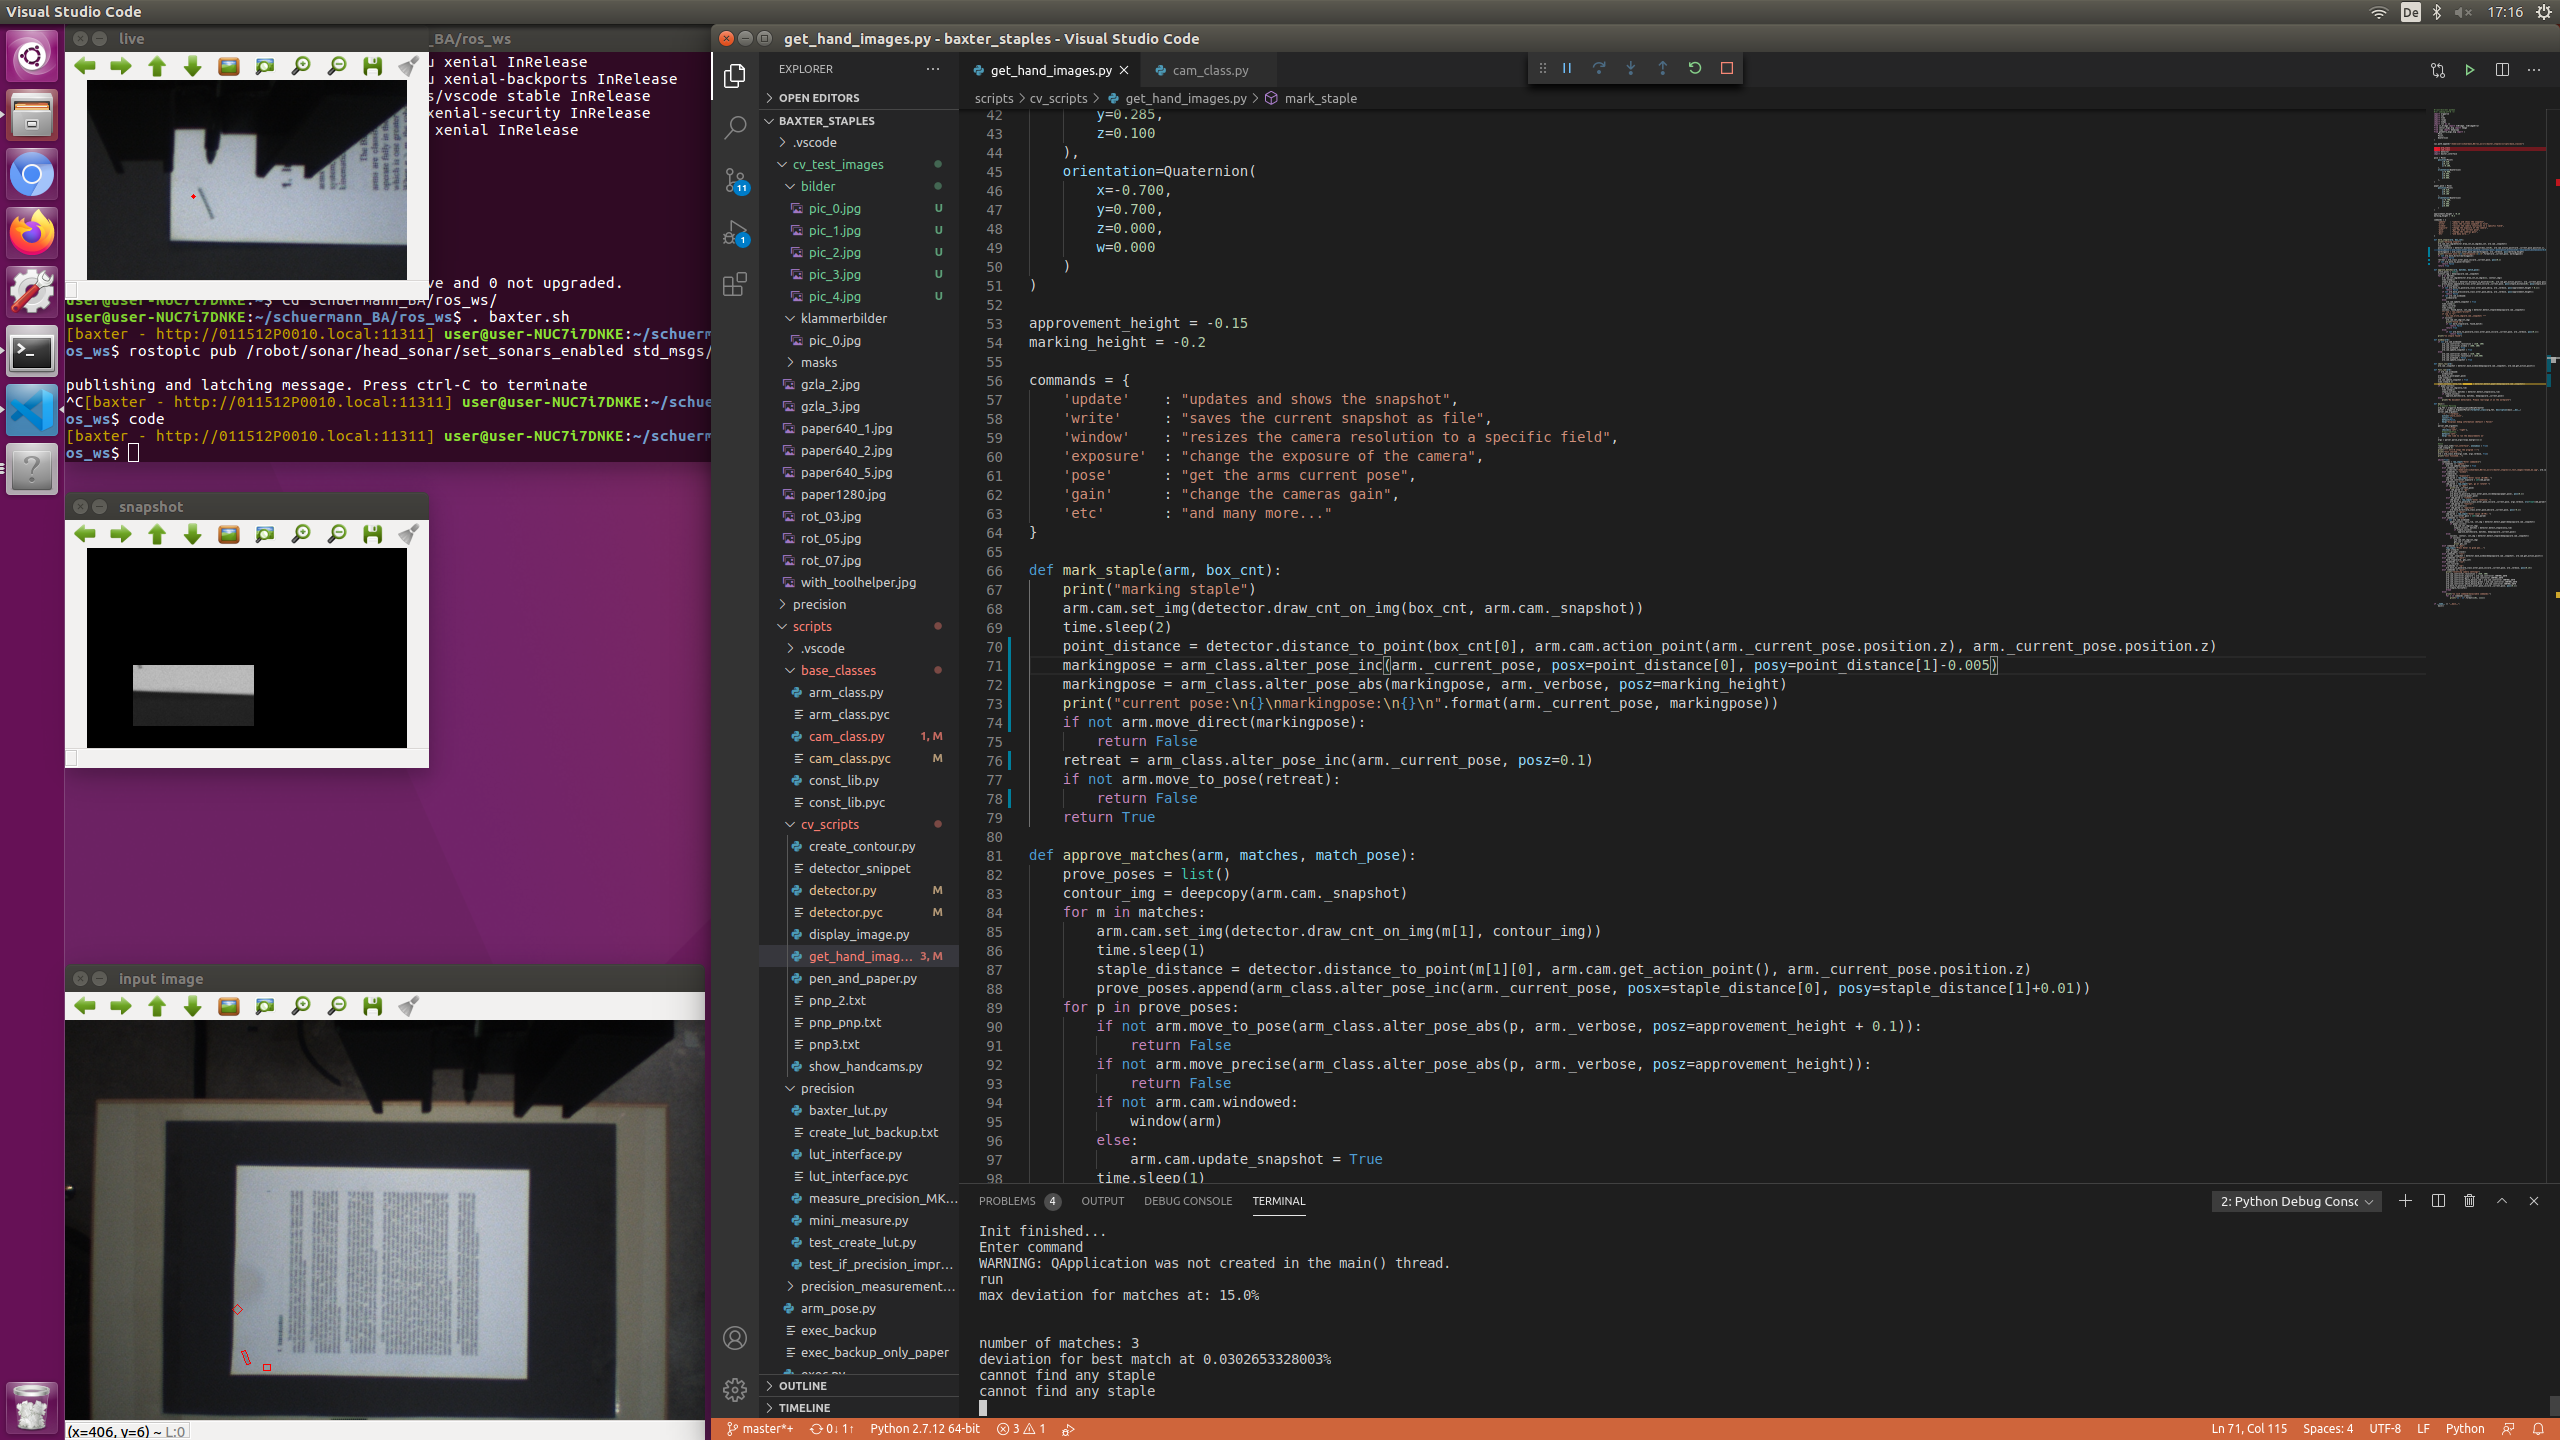 Visual Studio Code
De
17:16
live
_BA/ros_ws
u xenial InRelease
u xenial-backports InRelease
s/vscode stable InRelease
xenial-security InRelease
xenial InRelease
ve and 0 not upgraded.
user@user-NUC7i7DNKE:~$ cd schuermann_BA/ros_ws/
user@user-NUC7i7DNKE:~/schuermann_BA/ros_ws$ . baxter.sh
[baxter - http://011512P0010.local:11311] user@user-NUC7i7DNKE:~/schuerm
os_ws$ rostopic pub /robot/sonar/head_sonar/set_sonars_enabled std_msgs/
publishing and latching message. Press ctrl-C to terminate
^C[baxter - http://011512P0010.local:11311] user@user-NUC7i7DNKE:~/schue
os_ws$ code
[baxter - http://011512P0010.local:11311] user@user-NUC7i7DNKE:~/schuerm
os_ws$
snapshot
input image
(x=406, y=6) ~ L:0
get_hand_images.py - baxter_staples - Visual Studio Code
EXPLORER
OPEN EDITORS
BAXTER_STAPLES
.vscode
cv_test_images
bilder
pic_0.jpg U
pic_1.jpg U
pic_2.jpg U
pic_3.jpg U
pic_4.jpg U
klammerbilder
pic_0.jpg
masks
gzla_2.jpg
gzla_3.jpg
paper640_1.jpg
paper640_2.jpg
paper640_5.jpg
paper1280.jpg
rot_03.jpg
rot_05.jpg
rot_07.jpg
with_toolhelper.jpg
precision
scripts
.vscode
base_classes
arm_class.py
arm_class.pyc
cam_class.py 1, M
cam_class.pyc M
const_lib.py
const_lib.pyc
cv_scripts
create_contour.py
detector_snippet
detector.py M
detector.pyc M
display_image.py
get_hand_imag... 3, M
pen_and_paper.py
pnp_2.txt
pnp_pnp.txt
pnp3.txt
show_handcams.py
precision
baxter_lut.py
create_lut_backup.txt
lut_interface.py
lut_interface.pyc
measure_precision_MK...
mini_measure.py
test_create_lut.py
test_if_precision_impr...
precision_measurement...
arm_pose.py
exec_backup
exec_backup_only_paper
exec.py
OUTLINE
TIMELINE
11
1
get_hand_images.py
cam_class.py
scripts > cv_scripts > get_hand_images.py > mark_staple
42 y=0.285,
43 z=0.100
44 ),
45 orientation=Quaternion(
46 x=-0.700,
47 y=0.700,
48 z=0.000,
49 w=0.000
50 )
51 )
52
53 approvement_height = -0.15
54 marking_height = -0.2
55
56 commands = {
57 'update' : "updates and shows the snapshot",
58 'write' : "saves the current snapshot as file",
59 'window' : "resizes the camera resolution to a specific field",
60 'exposure' : "change the exposure of the camera",
61 'pose' : "get the arms current pose",
62 'gain' : "change the cameras gain",
63 'etc' : "and many more..."
64 }
65
66 def mark_staple(arm, box_cnt):
67 print("marking staple")
68 arm.cam.set_img(detector.draw_cnt_on_img(box_cnt, arm.cam._snapshot))
69 time.sleep(2)
70 point_distance = detector.distance_to_point(box_cnt[0], arm.cam.action_point(arm._current_pose.position.z), arm._current_pose.position.z)
71 markingpose = arm_class.alter_pose_inc(arm._current_pose, posx=point_distance[0], posy=point_distance[1]-0.005)
72 markingpose = arm_class.alter_pose_abs(markingpose, arm._verbose, posz=marking_height)
73 print("current pose:\n{}\nmarkingpose:\n{}\n".format(arm._current_pose, markingpose))
74 if not arm.move_direct(markingpose):
75 return False
76 retreat = arm_class.alter_pose_inc(arm._current_pose, posz=0.1)
77 if not arm.move_to_pose(retreat):
78 return False
79 return True
80
81 def approve_matches(arm, matches, match_pose):
82 prove_poses = list()
83 contour_img = deepcopy(arm.cam._snapshot)
84 for m in matches:
85 arm.cam.set_img(detector.draw_cnt_on_img(m[1], contour_img))
86 time.sleep(1)
87 staple_distance = detector.distance_to_point(m[1][0], arm.cam.get_action_point(), arm._current_pose.position.z)
88 prove_poses.append(arm_class.alter_pose_inc(arm._current_pose, posx=staple_distance[0], posy=staple_distance[1]+0.01))
89 for p in prove_poses:
90 if not arm.move_to_pose(arm_class.alter_pose_abs(p, arm._verbose, posz=approvement_height + 0.1)):
91 return False
92 if not arm.move_precise(arm_class.alter_pose_abs(p, arm._verbose, posz=approvement_height)):
93 return False
94 if not arm.cam.windowed:
95 window(arm)
96 else:
97 arm.cam.update_snapshot = True
98 time.sleep(1)
PROBLEMS 4 OUTPUT DEBUG CONSOLE TERMINAL
2: Python Debug Consc
Init finished...
Enter command
WARNING: QApplication was not created in the main() thread.
run
max deviation for matches at: 15.0%
number of matches: 3
deviation for best match at 0.0302653328003%
cannot find any staple
cannot find any staple
master*+ 0↓ 1↑ Python 2.7.12 64-bit 3 1
Ln 71, Col 115 Spaces: 4 UTF-8 LF Python